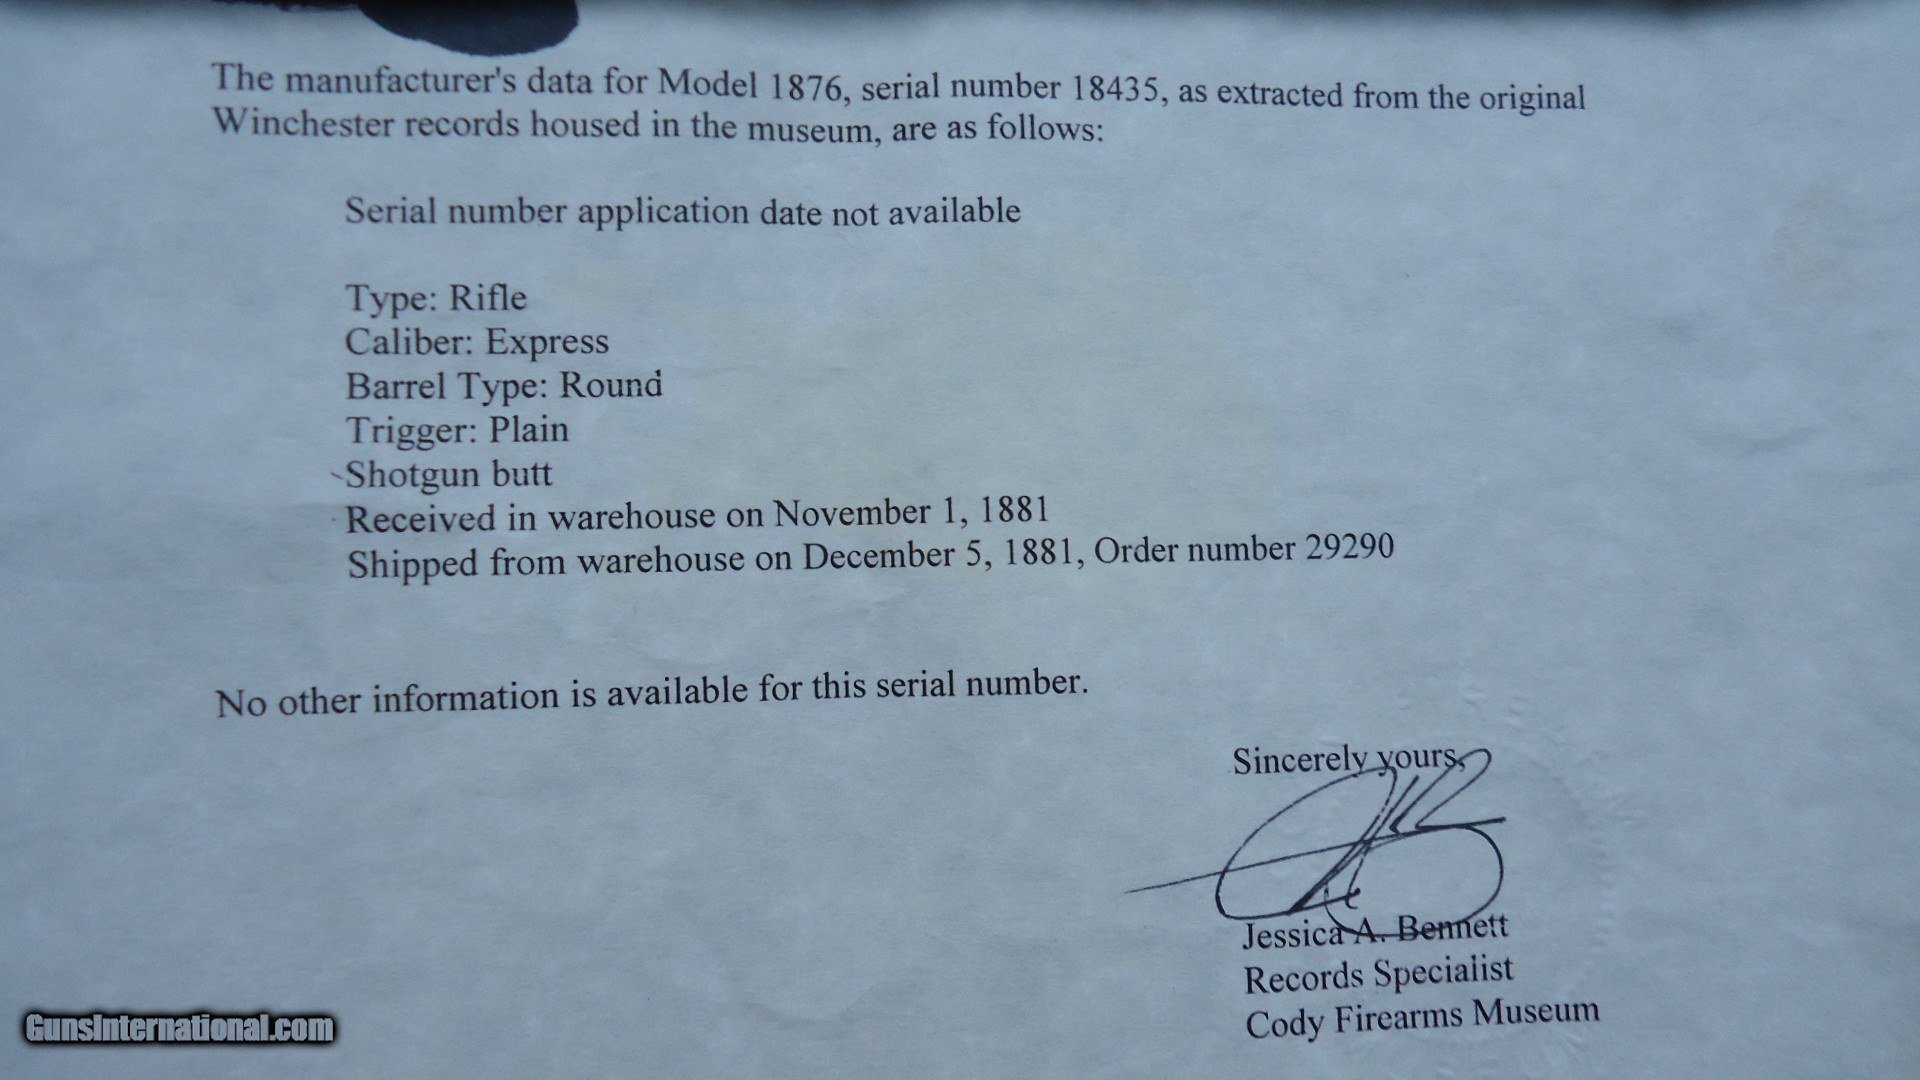 The manufacturer's data for Model 1876, serial number 18435, as extracted from the original
Winchester records housed in the museum, are as follows:
Serial number application date not available
Type: Rifle
Caliber: Express
Barrel Type: Round
Trigger: Plain
Shotgun butt
Received in warehouse on November 1, 1881
Shipped from warehouse on December 5, 1881, Order number 29290
No other information is available for this serial number.
Sincerely yours,
Jessica A. Bennett
Records Specialist
Cody Firearms Museum
GunsInternational.com